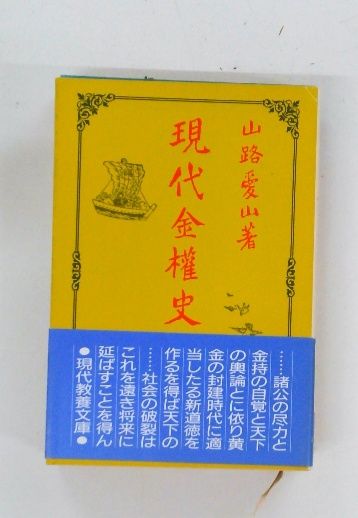 山路愛山著
現代金權史
……諸公の尽力と
金持の自覚と天下
の輿論とに依り黄
金の封建時代に適
当したる新道徳を
作るを得ば天下の
……社会の破裂は
これを遠き将来に
延ばすことを得ん
●現代教養文庫●